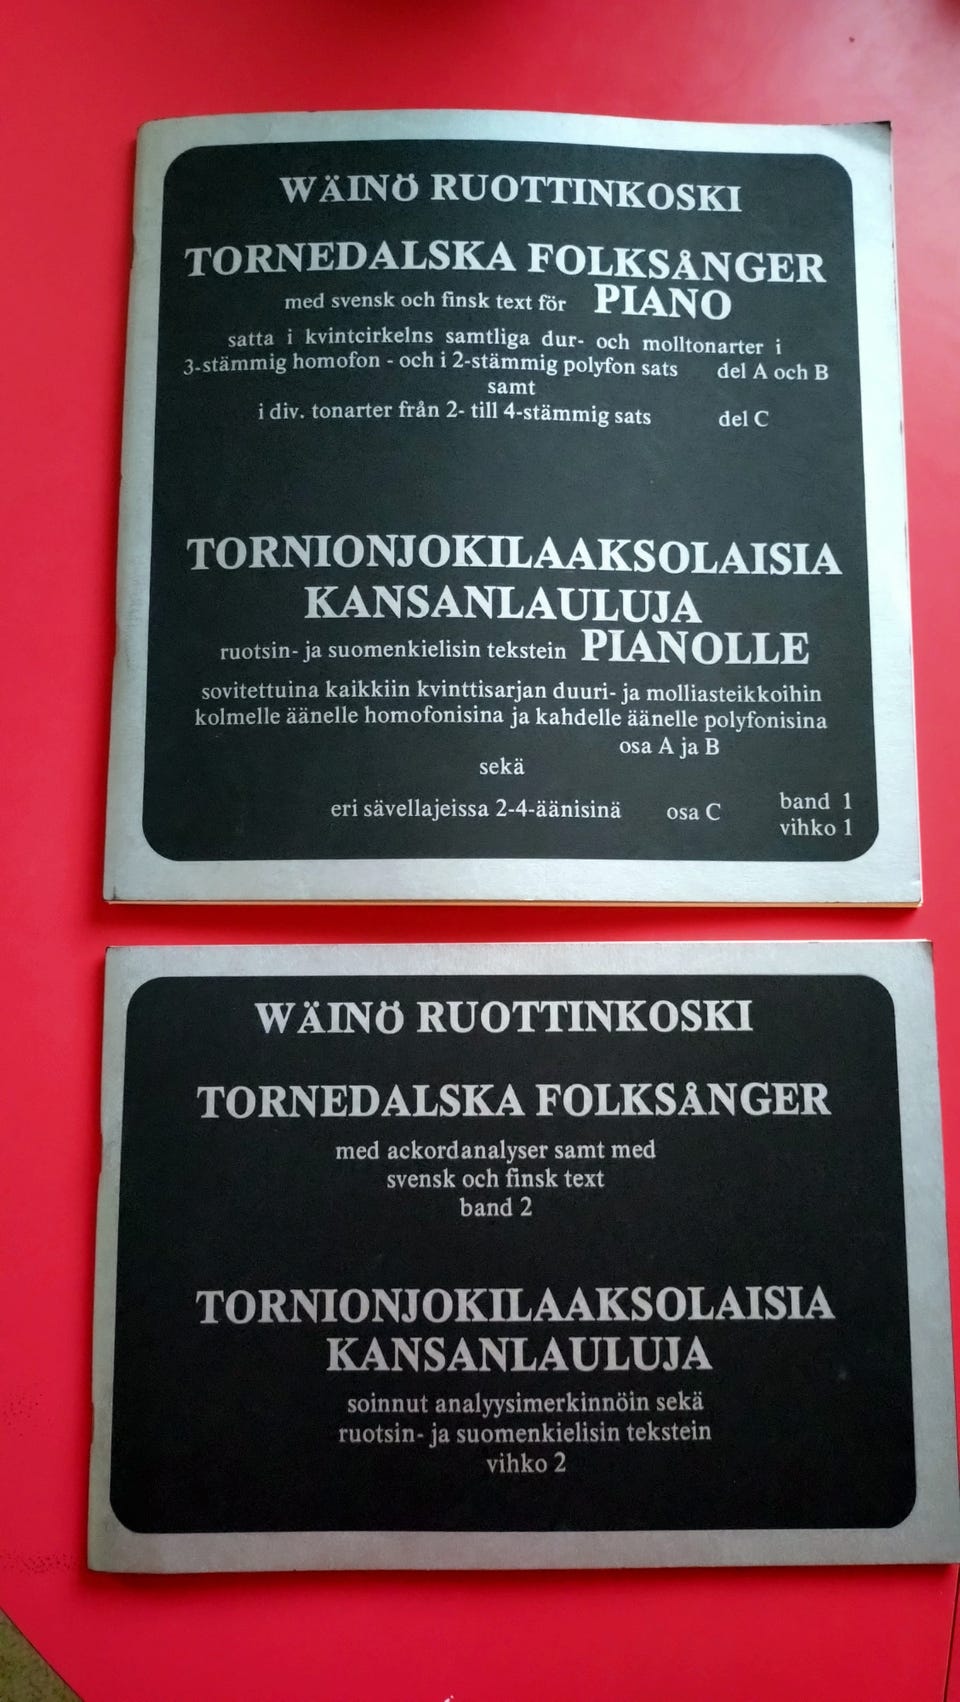 WÄINÖ RUOTTINKOSKI
TORNEDALSKA FOLKSÅNGER
med svensk och finsk text för PIANO
satta i kvintcirkelns samtliga dur- och molltonarter i
3-stämmig homofon - och i 2-stämmig polyfon sats del A och B
samt
i div. tonarter från 2- till 4-stämmig sats del C
TORNIONJOKILAAKSOLAISIA
KANSANLAULUJA
ruotsin- ja suomenkielisin tekstein PIANOLLE
sovitettuina kaikkiin kvinttisarjan duuri- ja molliasteikkoihin
kolmelle äänelle homofonisina ja kahdelle äänelle polyfonisina
osa A ja B
sekä
eri sävellajeissa 2-4-äänisinä osa C
band 1
vihko 1
WÄINÖ RUOTTINKOSKI
TORNEDALSKA FOLKSÅNGER
med ackordanalyser samt med
svensk och finsk text
band 2
TORNIONJOKILAAKSOLAISIA
KANSANLAULUJA
soinnut analyysimerkinnöin sekä
ruotsin- ja suomenkielisin tekstein
vihko 2